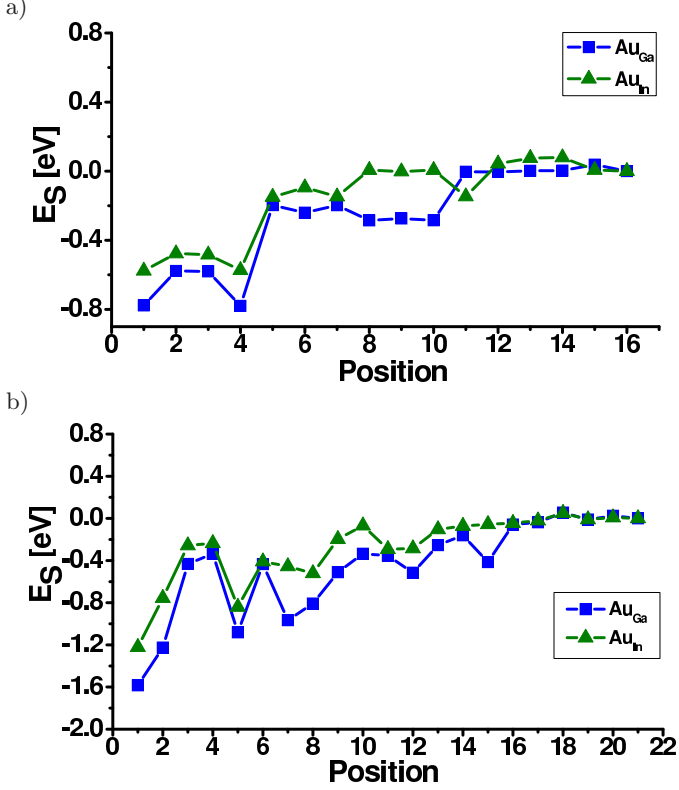 a)
0.8
0.4
0.0
-0.4
-0.8
E_S [eV]
Au_Ga
Au_In
0 2 4 6 8 10 12 14 16
Position
b)
0.8
0.4
0.0
-0.4
-0.8
-1.2
-1.6
-2.0
E_S [eV]
Au_Ga
Au_In
0 2 4 6 8 10 12 14 16 18 20 22
Position